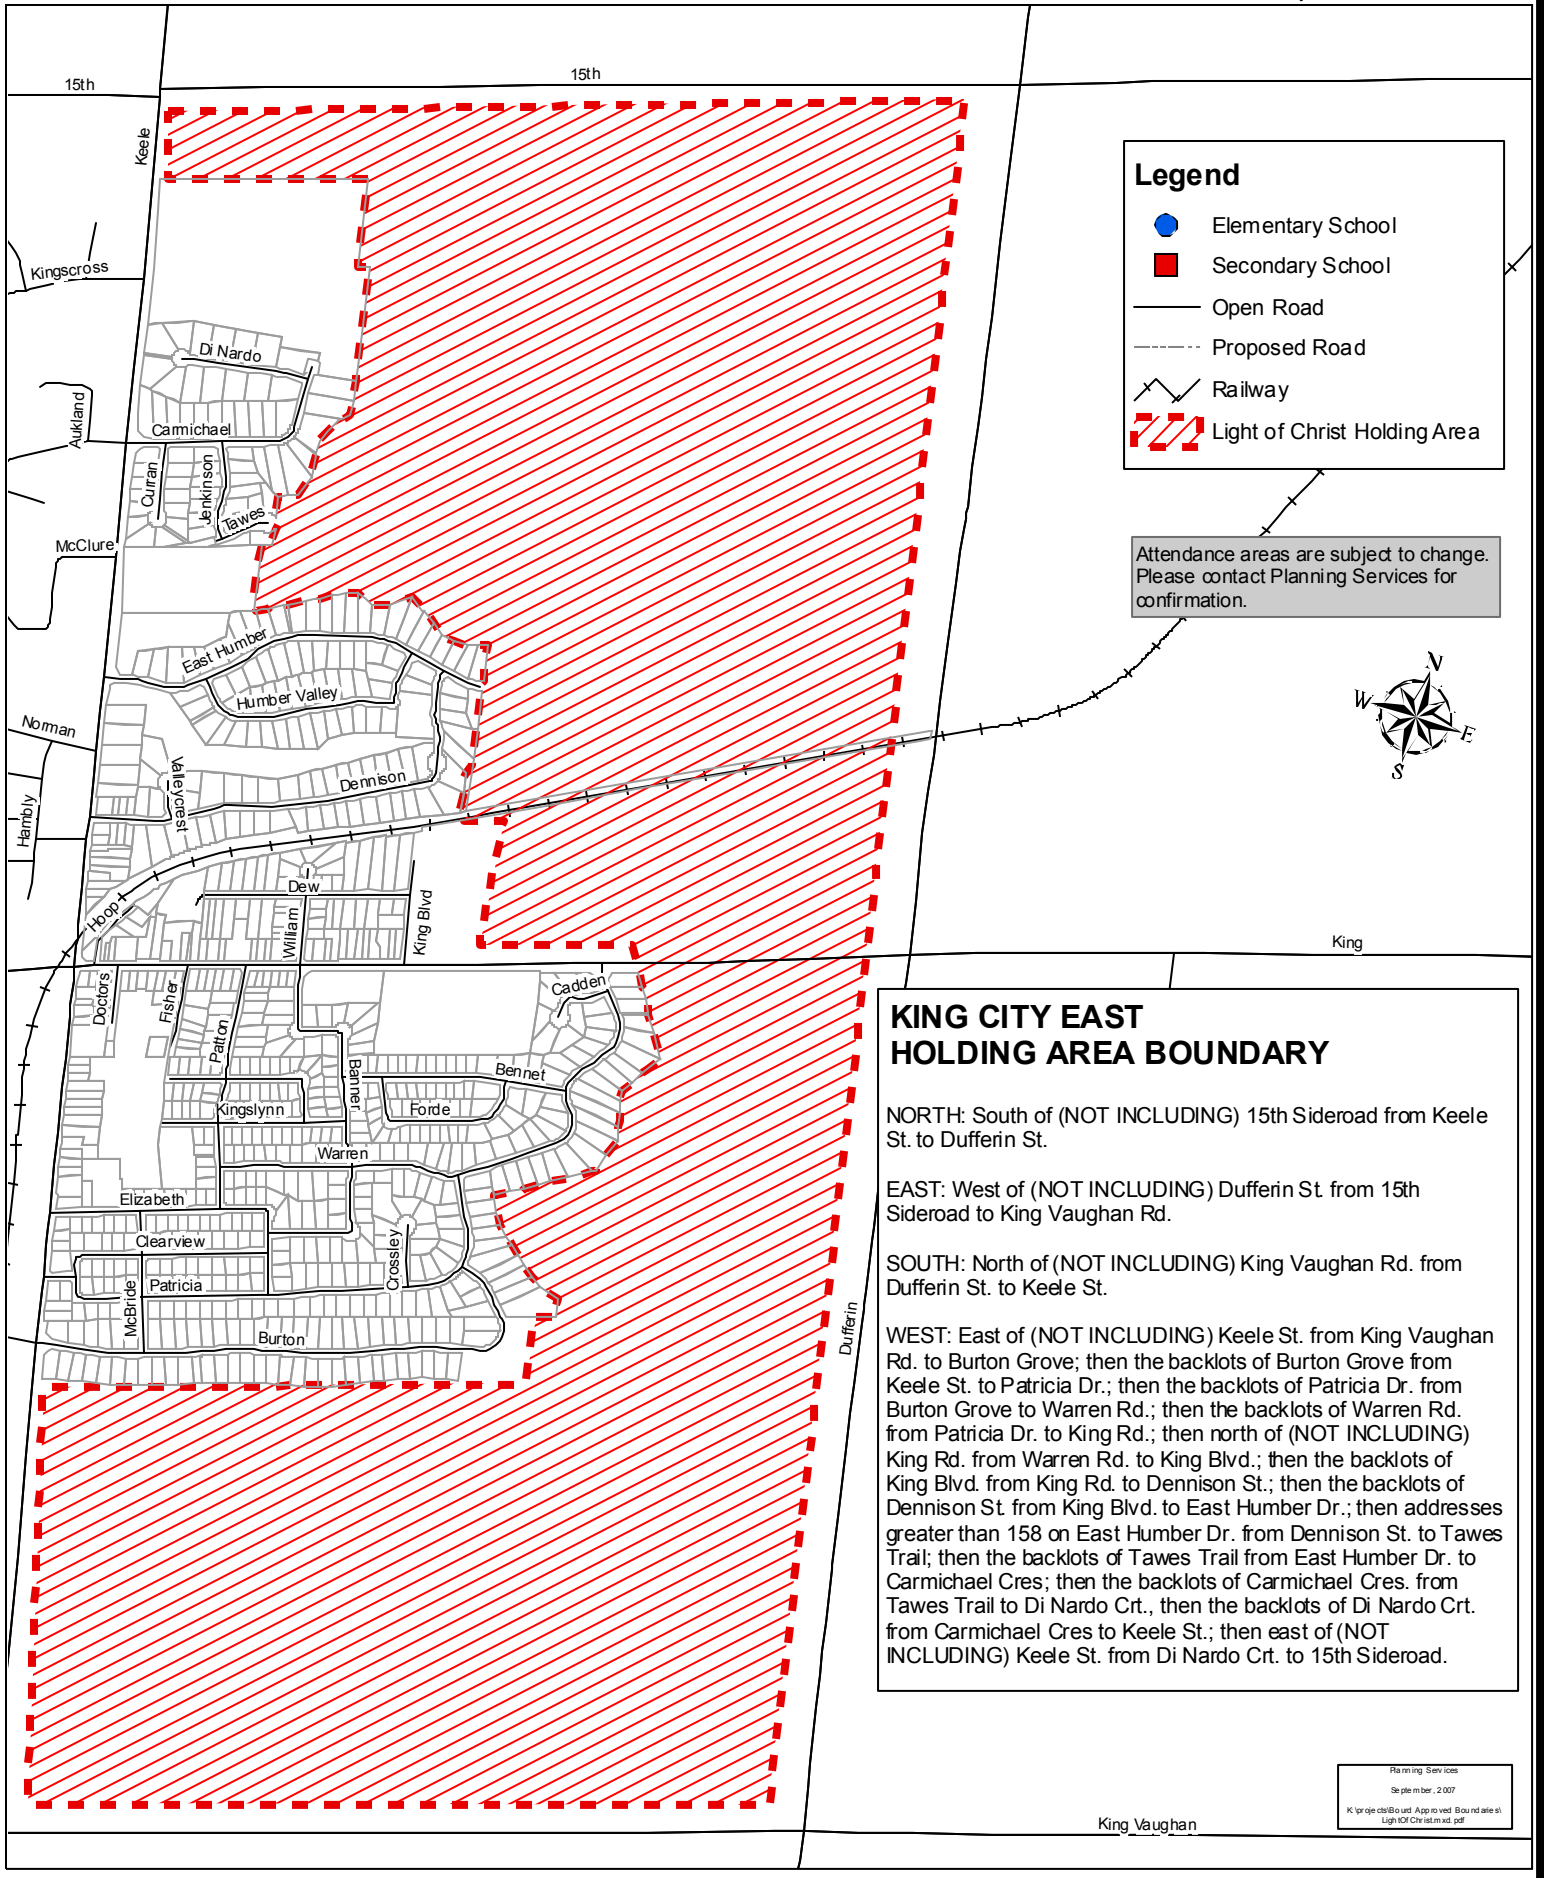 15th
15th
Keele
Legend
Elementary School
Secondary School
Open Road
Proposed Road
Railway
Light of Christ Holding Area
Kingscross
Di Nardo
Aukland
Carmichael
Curran
Jenkinson
Tawes
McClure
Attendance areas are subject to change.
Please contact Planning Services for
confirmation.
East Humber
Humber Valley
N
W
E
S
Norman
Valleycrest
Dennison
Hambly
Dew
Hoop
William
King Blvd
King
Doctors
Fisher
Patton
Cadden
Banner
Bennet
Kingslynn
Forde
Warren
Elizabeth
Clearview
Crossley
McBride
Patricia
Burton
Dufferin
KING CITY EAST
HOLDING AREA BOUNDARY
NORTH: South of (NOT INCLUDING) 15th Sideroad from Keele
St. to Dufferin St.
EAST: West of (NOT INCLUDING) Dufferin St. from 15th
Sideroad to King Vaughan Rd.
SOUTH: North of (NOT INCLUDING) King Vaughan Rd. from
Dufferin St. to Keele St.
WEST: East of (NOT INCLUDING) Keele St. from King Vaughan
Rd. to Burton Grove; then the backlots of Burton Grove from
Keele St. to Patricia Dr.; then the backlots of Patricia Dr. from
Burton Grove to Warren Rd.; then the backlots of Warren Rd.
from Patricia Dr. to King Rd.; then north of (NOT INCLUDING)
King Rd. from Warren Rd. to King Blvd.; then the backlots of
King Blvd. from King Rd. to Dennison St.; then the backlots of
Dennison St. from King Blvd. to East Humber Dr.; then addresses
greater than 158 on East Humber Dr. from Dennison St. to Tawes
Trail; then the backlots of Tawes Trail from East Humber Dr. to
Carmichael Cres; then the backlots of Carmichael Cres. from
Tawes Trail to Di Nardo Crt., then the backlots of Di Nardo Crt.
from Carmichael Cres to Keele St.; then east of (NOT
INCLUDING) Keele St. from Di Nardo Crt. to 15th Sideroad.
Planning Services
September, 2007
K:\projects\Board Approved Boundaries\
LightOfChrist.mxd.pdf
King Vaughan